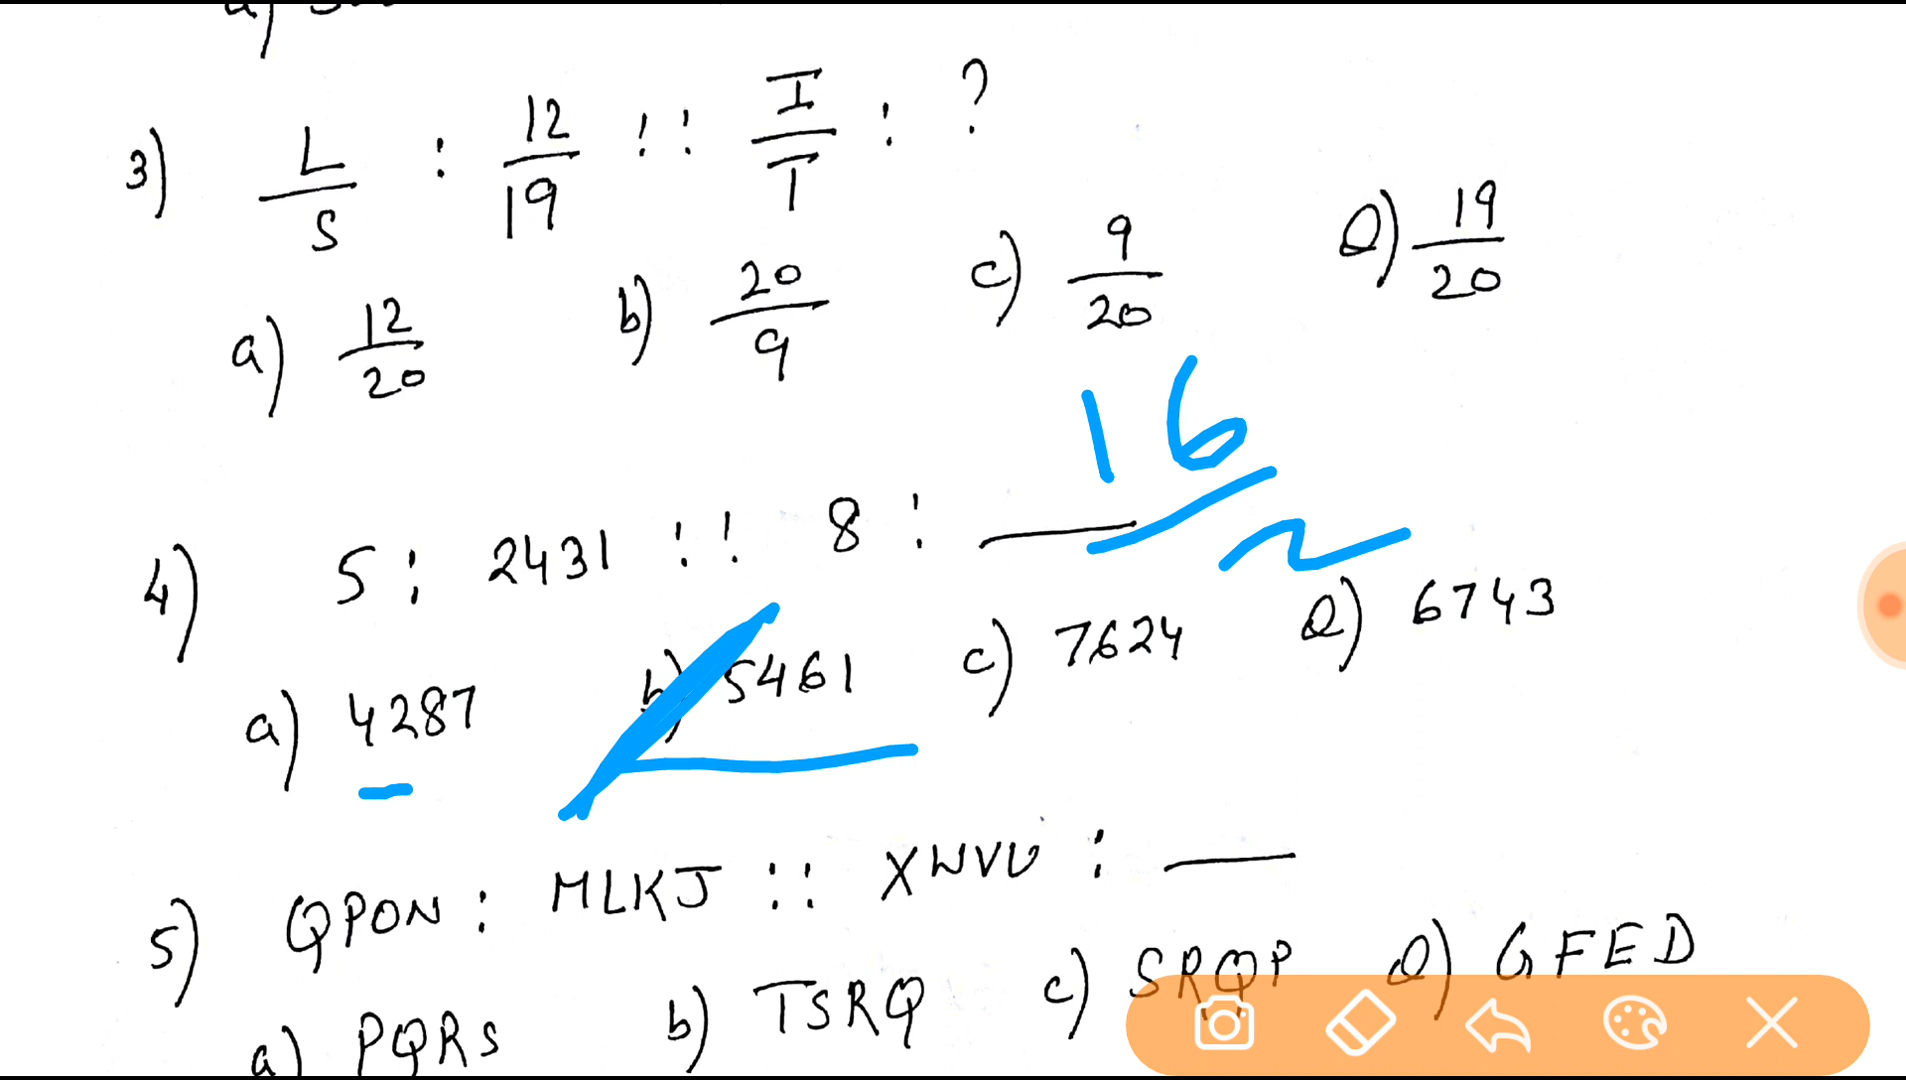 3) L/S : 12/19 :: I/T : ?
a) 12/20 b) 20/9 c) 9/20 D) 19/20
16
4) 5 : 2431 :: 8 : ___
a) 4287 b) 5461 c) 7624 D) 6743
5) QPON : MLKJ :: XWVU : ___
a) PQRS b) TSRQ c) SRQP D) GFED